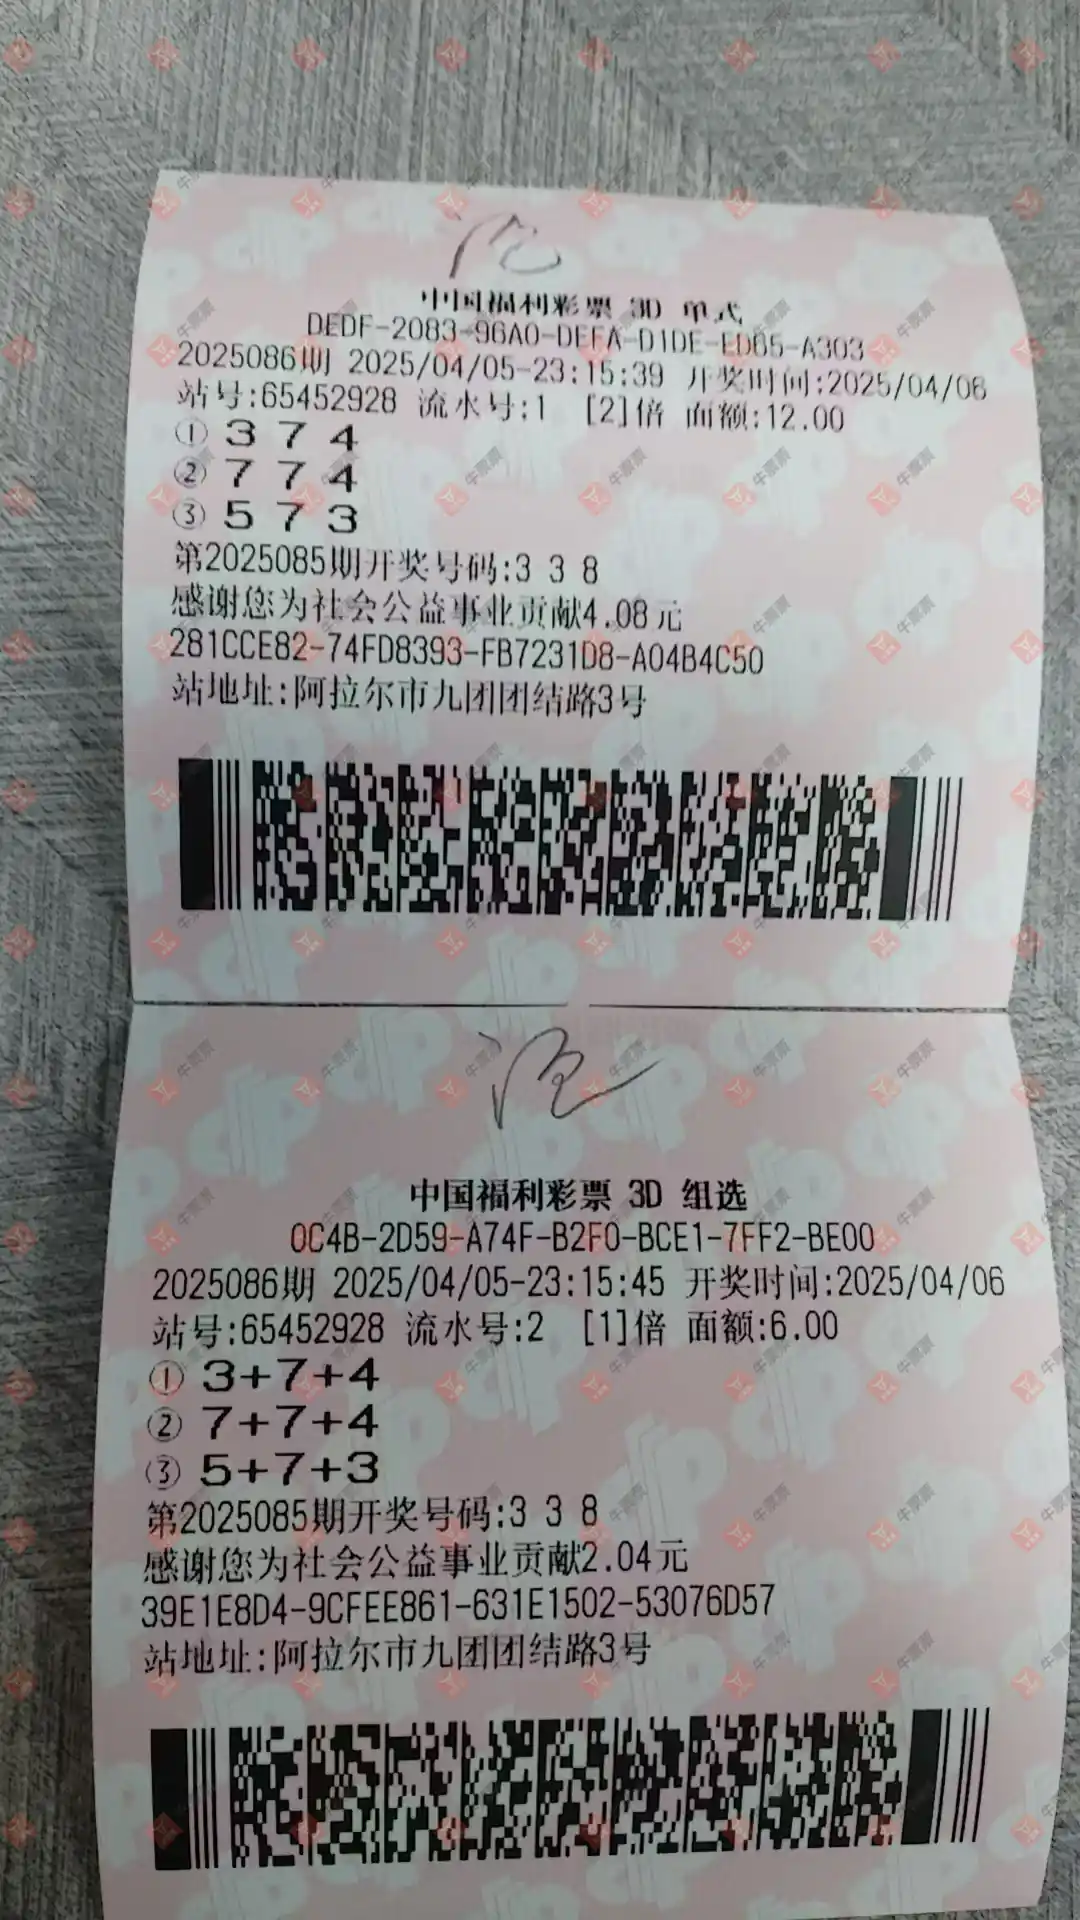 中国福利彩票 3D 单式
DEDF-2083-96A0-DEFA-D1DE-ED65-A303
2025086期 2025/04/05-23:15:39 开奖时间:2025/04/06
站号:65452928 流水号:1 [2]倍 面额:12.00
① 3 7 4
② 7 7 4
③ 5 7 3
第2025085期开奖号码:3 3 8
感谢您为社会公益事业贡献4.08元
281CCE82-74FD8393-FB7231D8-A04B4C50
站地址:阿拉尔市九团团结路3号
中国福利彩票 3D 组选
0C4B-2D59-A74F-B2F0-BCE1-7FF2-BE00
2025086期 2025/04/05-23:15:45 开奖时间:2025/04/06
站号:65452928 流水号:2 [1]倍 面额:6.00
① 3+7+4
② 7+7+4
③ 5+7+3
第2025085期开奖号码:3 3 8
感谢您为社会公益事业贡献2.04元
39E1E8D4-9CFEE861-631E1502-53076D57
站地址:阿拉尔市九团团结路3号
牛票票